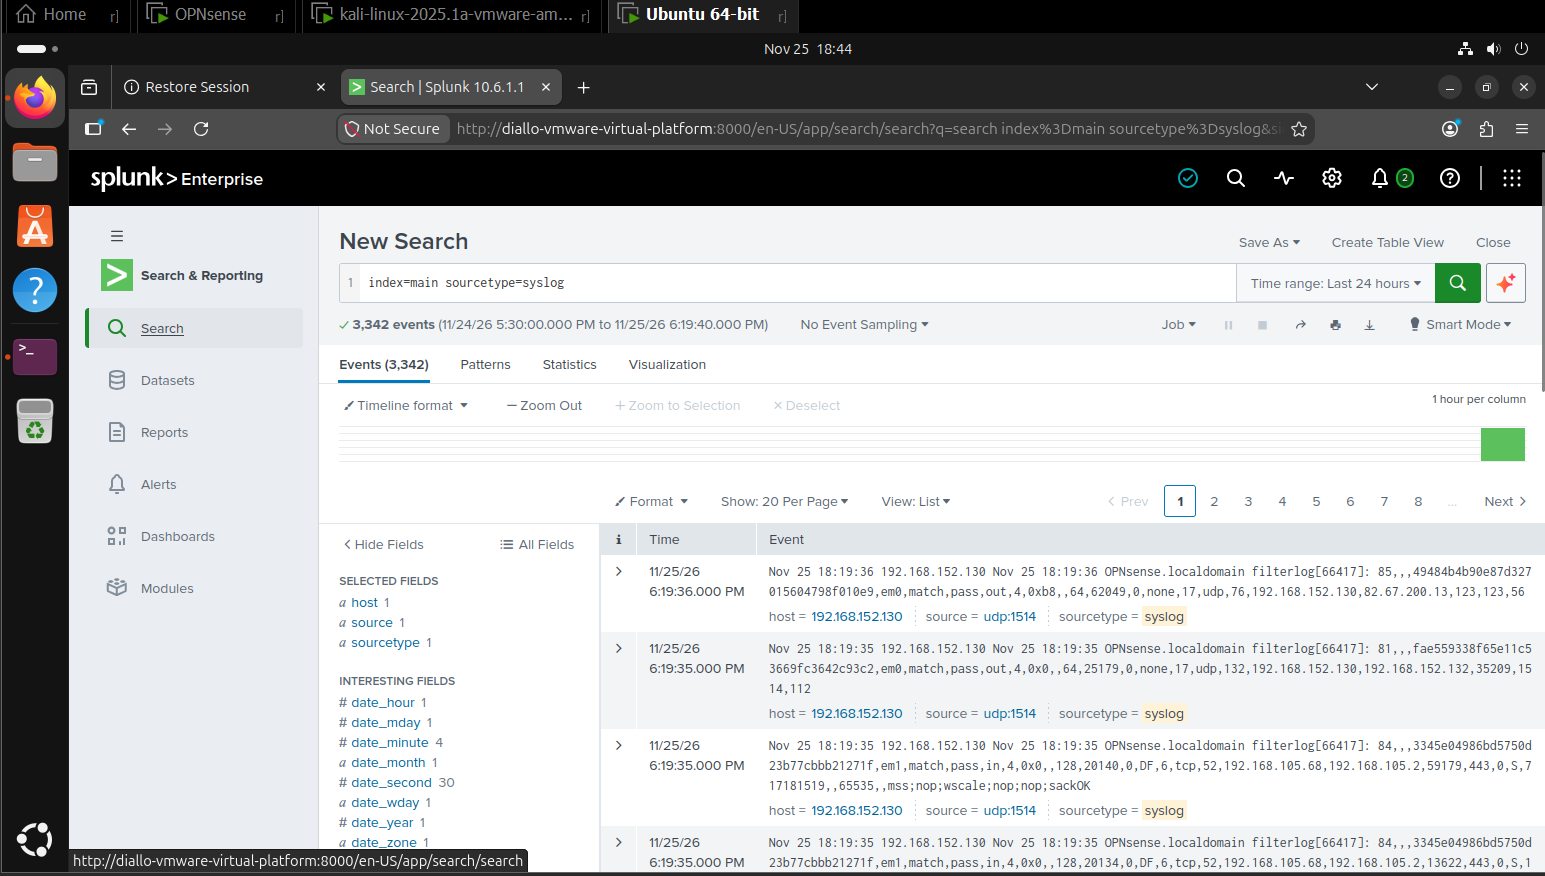 Home r]
OPNsense r]
kali-linux-2025.1a-vmware-am... r]
Ubuntu 64-bit r]
Nov 25 18:44
Restore Session
Search | Splunk 10.6.1.1
Not Secure http://diallo-vmware-virtual-platform:8000/en-US/app/search/search?q=search index%3Dmain sourcetype%3Dsyslog&si
splunk> Enterprise
2
Search & Reporting
Search
Datasets
Reports
Alerts
Dashboards
Modules
New Search
Save As Create Table View Close
1 index=main sourcetype=syslog
Time range: Last 24 hours
3,342 events (11/24/26 5:30:00.000 PM to 11/25/26 6:19:40.000 PM)
No Event Sampling
Job
Smart Mode
Events (3,342) Patterns Statistics Visualization
Timeline format Zoom Out + Zoom to Selection × Deselect
1 hour per column
Format Show: 20 Per Page View: List
Prev 1 2 3 4 5 6 7 8 ... Next
Hide Fields All Fields
SELECTED FIELDS
a host 1
a source 1
a sourcetype 1
INTERESTING FIELDS
# date_hour 1
# date_mday 1
# date_minute 4
a date_month 1
# date_second 30
a date_wday 1
# date_year 1
a date_zone 1
i Time Event
11/25/26
6:19:36.000 PM
Nov 25 18:19:36 192.168.152.130 Nov 25 18:19:36 OPNsense.localdomain filterlog[66417]: 85,,,49484b4b90e87d327
015604798f010e9,em0,match,pass,out,4,0xb8,,64,62049,0,none,17,udp,76,192.168.152.130,82.67.200.13,123,123,56
host = 192.168.152.130 source = udp:1514 sourcetype = syslog
11/25/26
6:19:35.000 PM
Nov 25 18:19:35 192.168.152.130 Nov 25 18:19:35 OPNsense.localdomain filterlog[66417]: 81,,,fae559338f65e11c5
3669fc3642c93c2,em0,match,pass,out,4,0x0,,64,25179,0,none,17,udp,132,192.168.152.130,192.168.152.132,35209,15
14,112
host = 192.168.152.130 source = udp:1514 sourcetype = syslog
11/25/26
6:19:35.000 PM
Nov 25 18:19:35 192.168.152.130 Nov 25 18:19:35 OPNsense.localdomain filterlog[66417]: 84,,,3345e04986bd5750d
23b77cbbb21271f,em1,match,pass,in,4,0x0,,128,20140,0,DF,6,tcp,52,192.168.105.68,192.168.105.2,59179,443,0,S,7
17181519,,65535,,mss;nop;wscale;nop;nop;sackOK
host = 192.168.152.130 source = udp:1514 sourcetype = syslog
11/25/26
6:19:35.000 PM
Nov 25 18:19:35 192.168.152.130 Nov 25 18:19:35 OPNsense.localdomain filterlog[66417]: 84,,,3345e04986bd5750d
23b77cbbb21271f,em1,match,pass,in,4,0x0,,128,20134,0,DF,6,tcp,52,192.168.105.68,192.168.105.2,13622,443,0,S,1
http://diallo-vmware-virtual-platform:8000/en-US/app/search/search